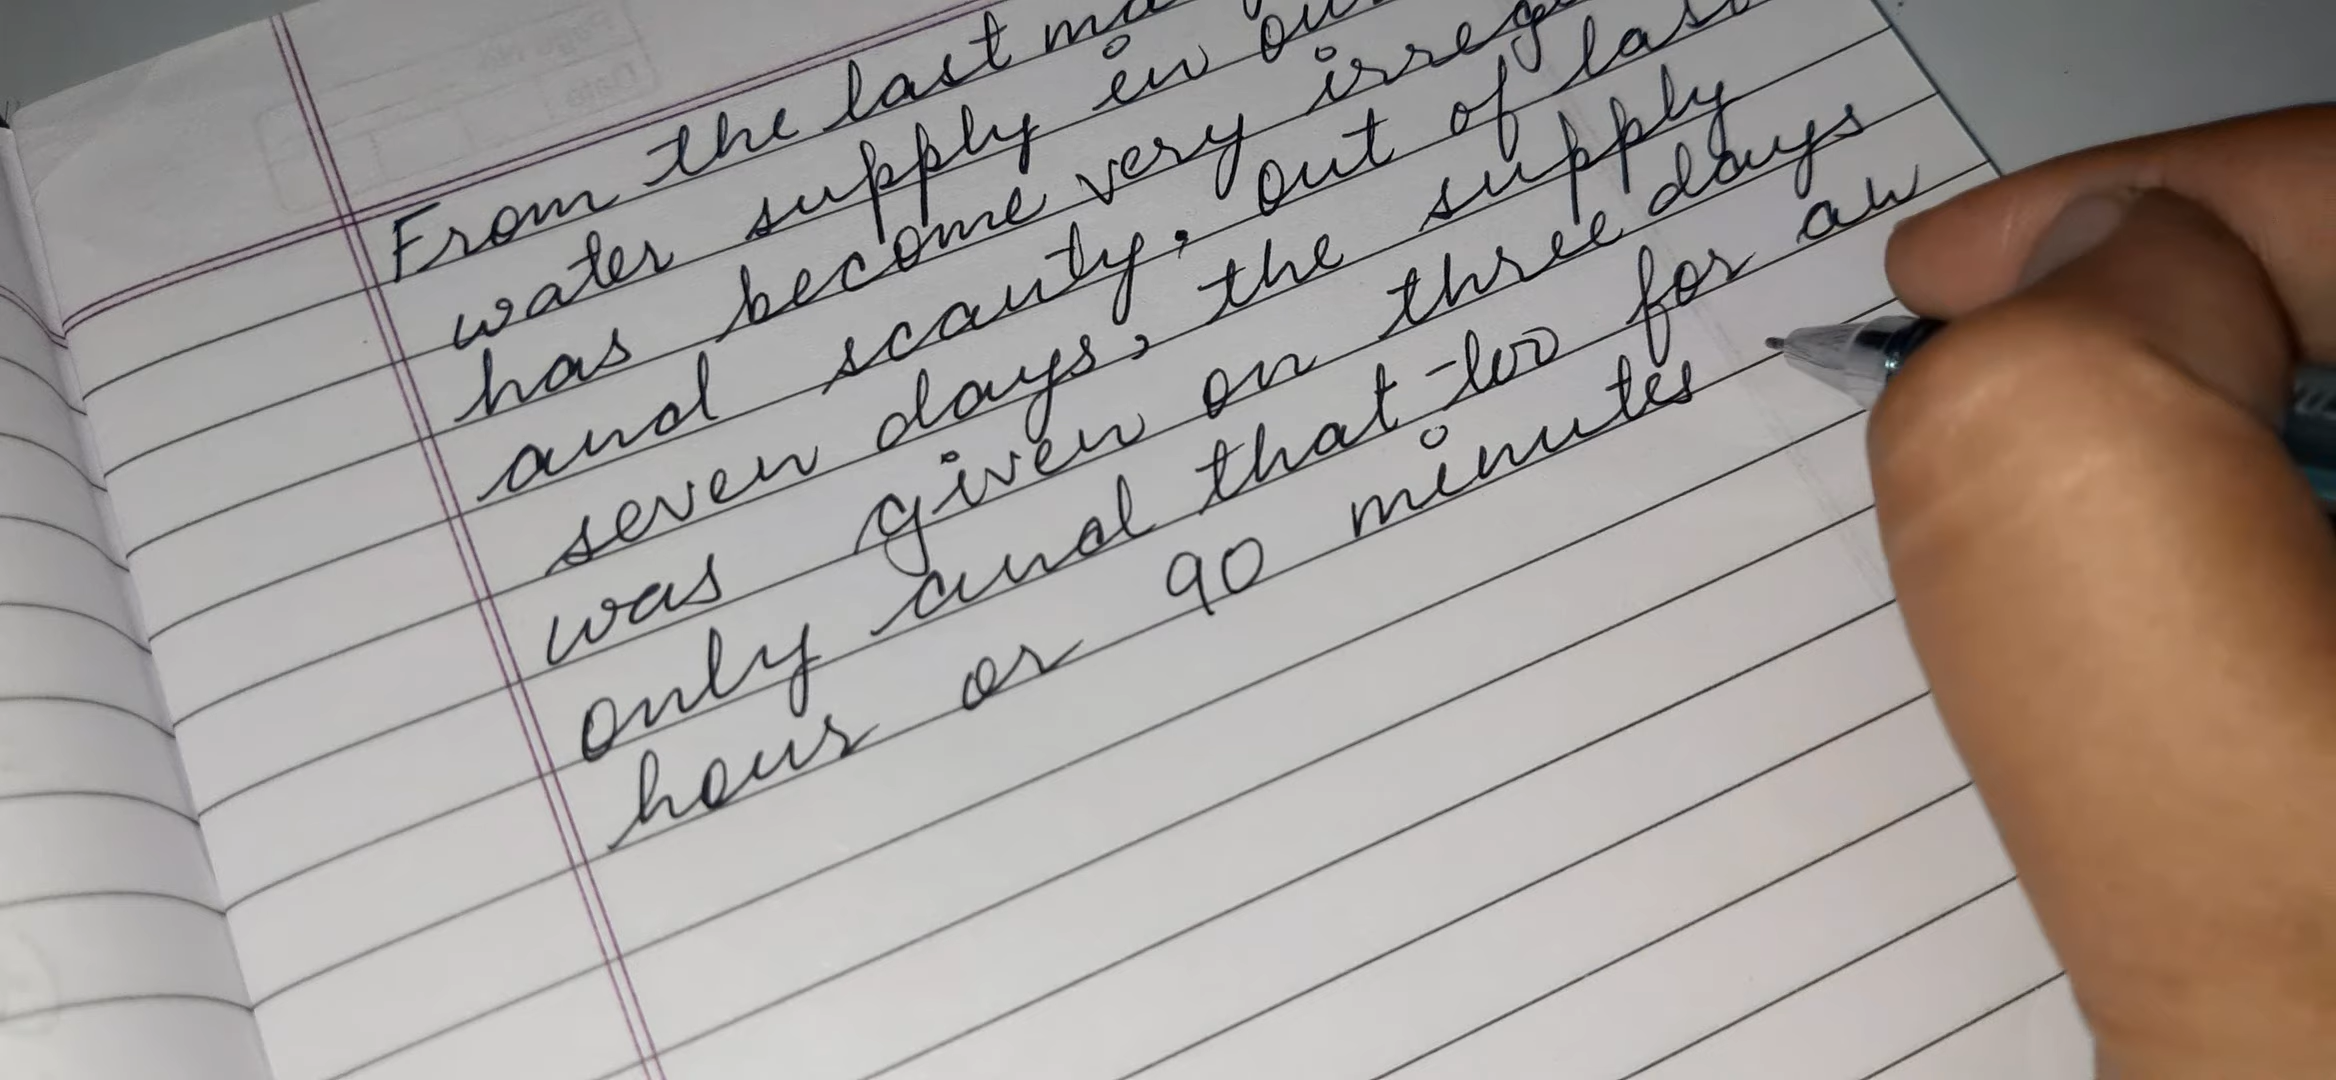 From the last
water supply in
has become very
and scanty. out of
seven days, the supply
was given on three days
only and that too for an
hour or 90 minutes